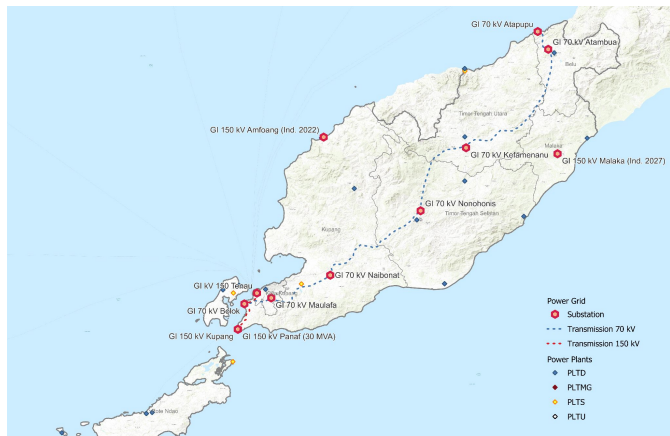 GI 70 kV Atapupu
GI 70 kV Atambua
Belu
Timor Tengah Utara
GI 150 kV Amfoang (Ind. 2022)
Malaka
GI 70 kV Kefamenanu
GI 150 kV Malaka (Ind. 2027)
GI 70 kV Nonohonis
Timor Tengah Selatan
Kupang
GI 70 kV Naibonat
GI kV 150 Tenau
GI 70 kV Maulafa
GI 70 kV Bolok
GI 150 kV Kupang
GI 150 kV Panaf (30 MVA)
Rote Ndao
Power Grid
Substation
Transmission 70 kV
Transmission 150 kV
Power Plants
PLTD
PLTMG
PLTS
PLTU